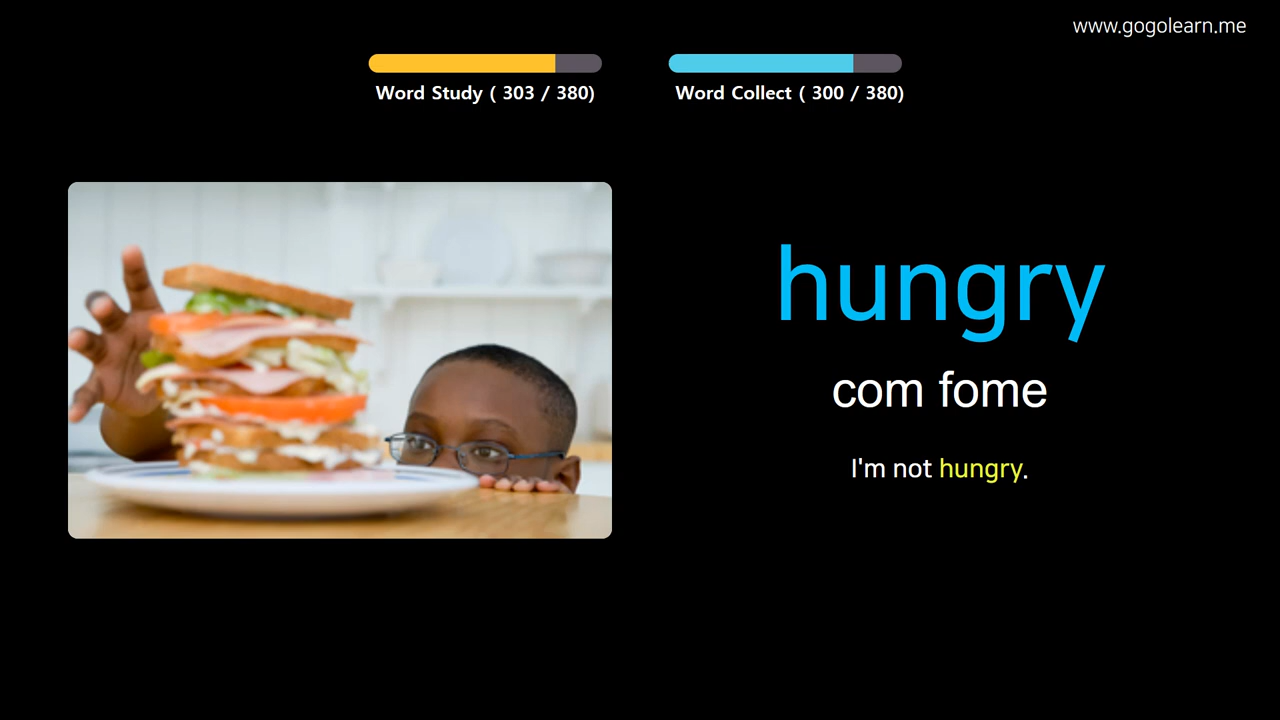 www.gogolearn.me
Word Study ( 303 / 380)
Word Collect ( 300 / 380)
hungry
com fome
I'm not hungry.